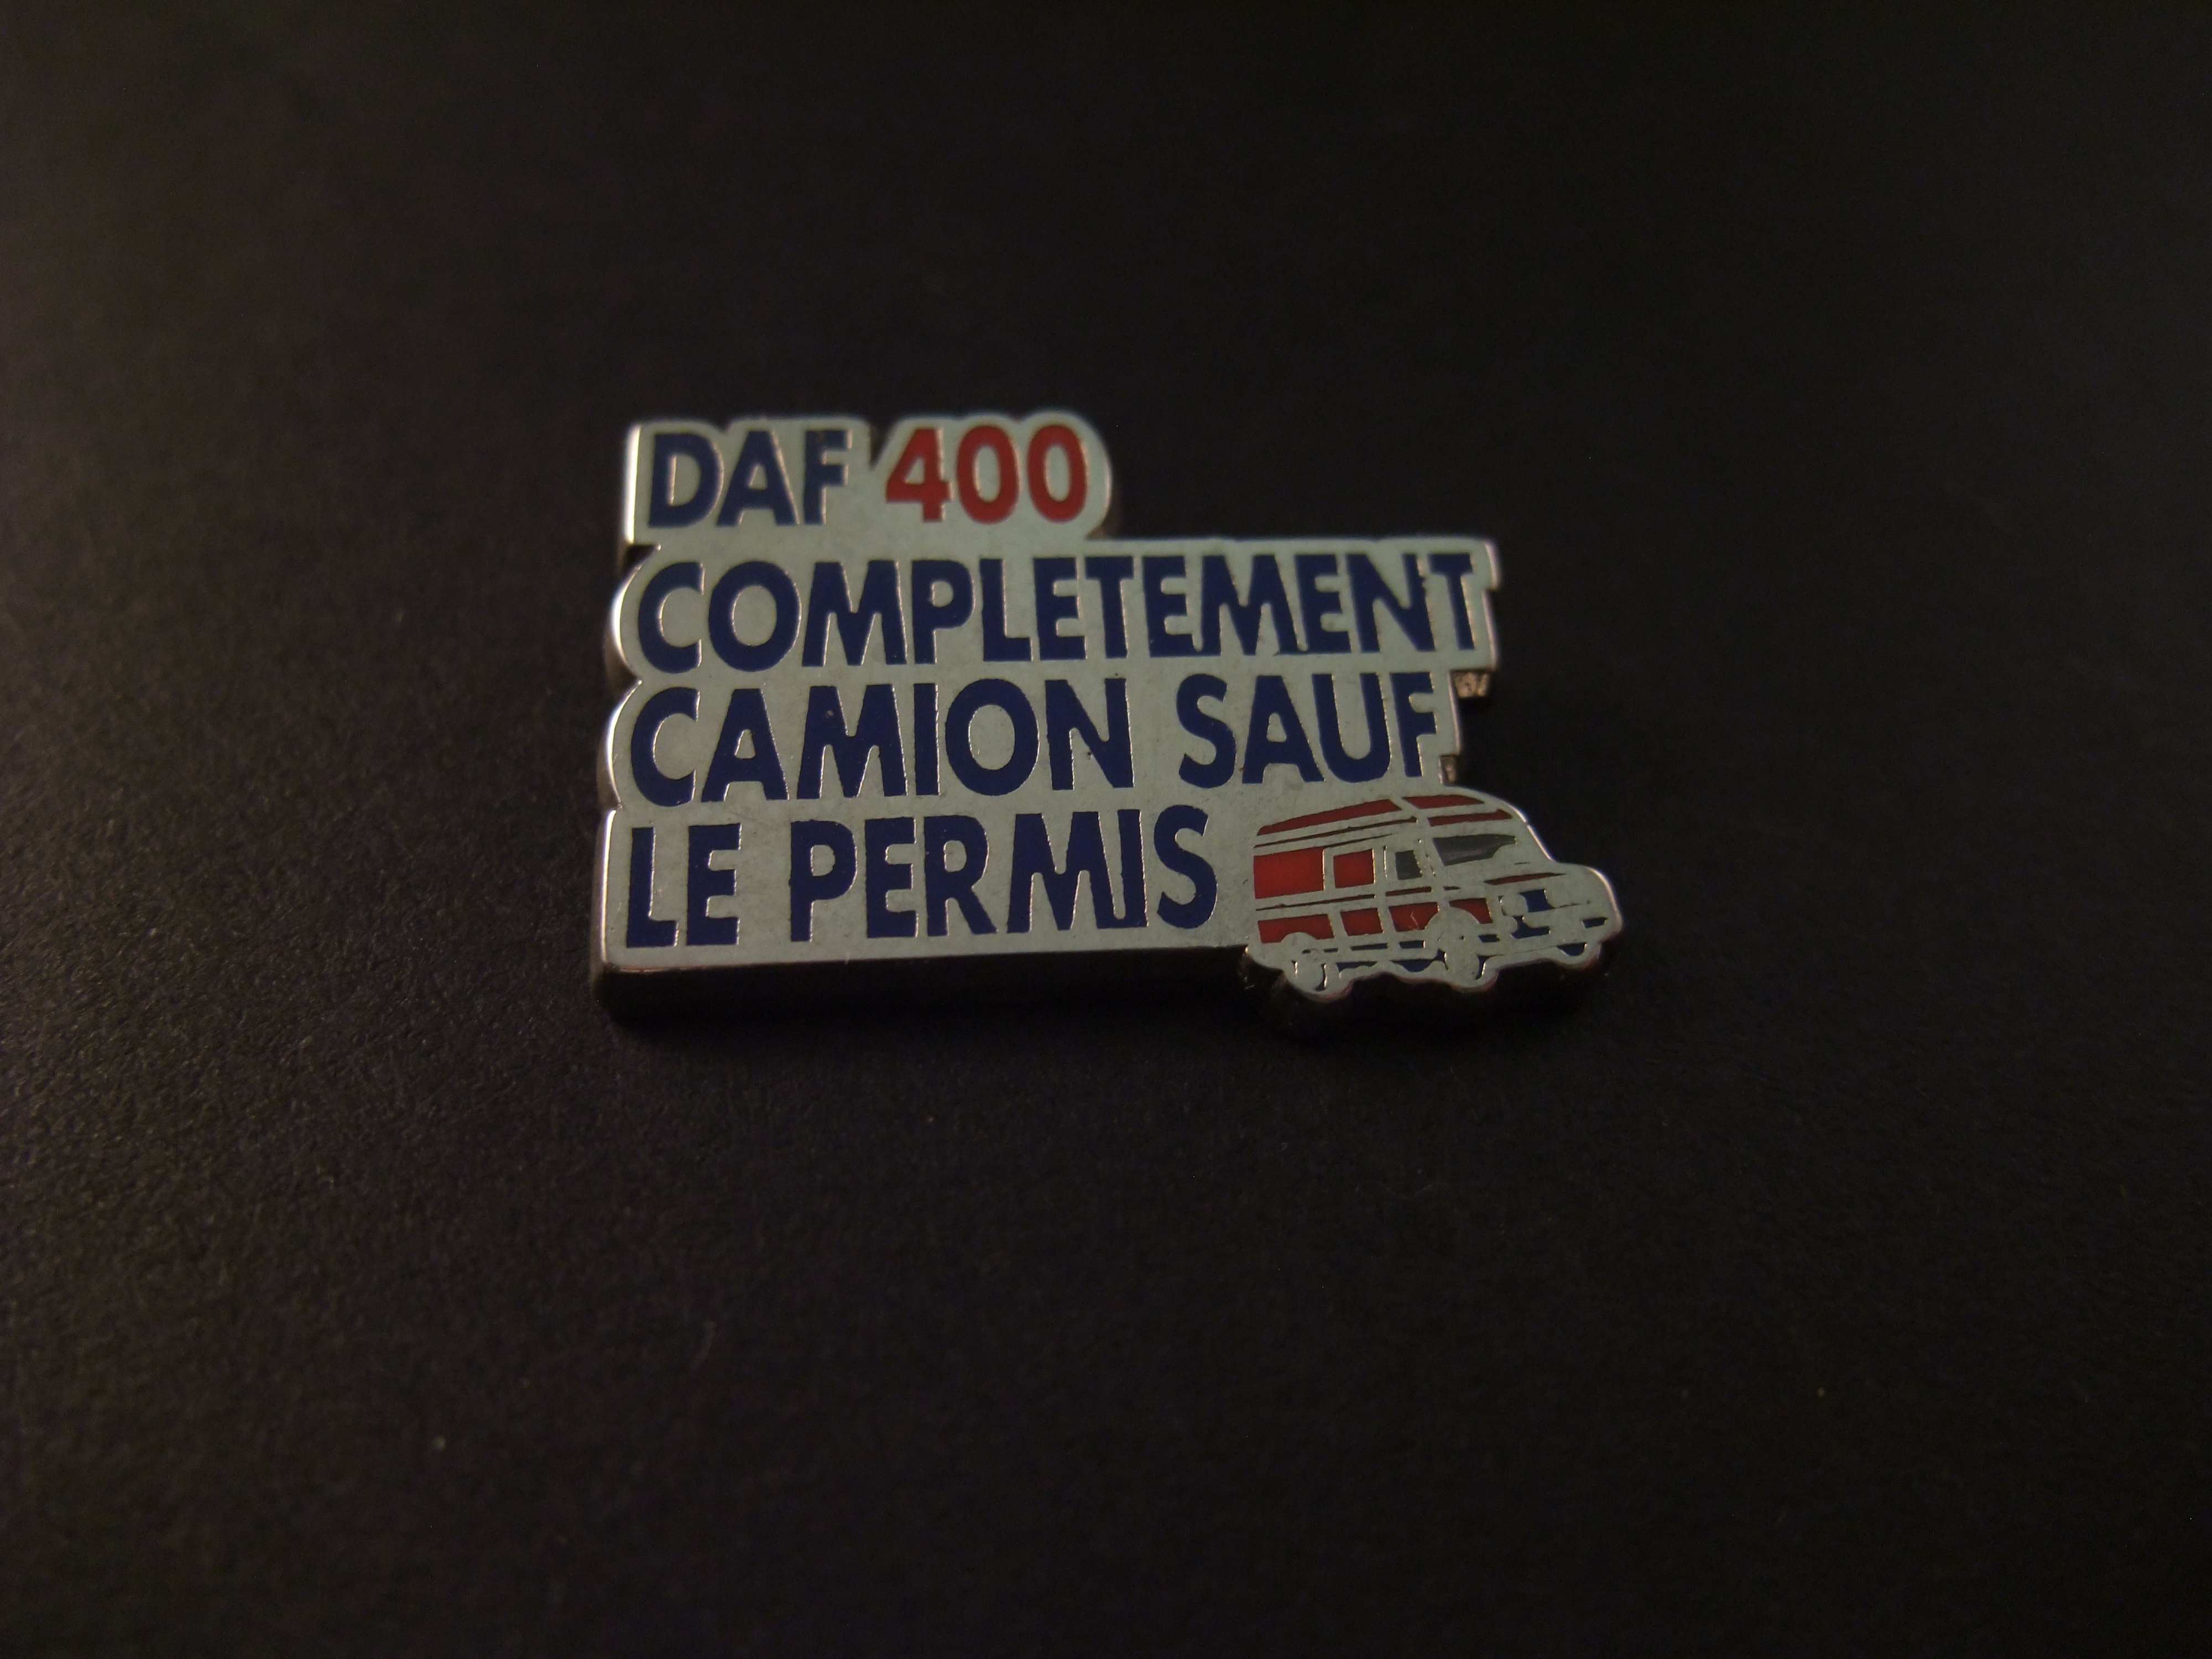 DAF 400
COMPLETEMENT
CAMION SAUF
LE PERMIS